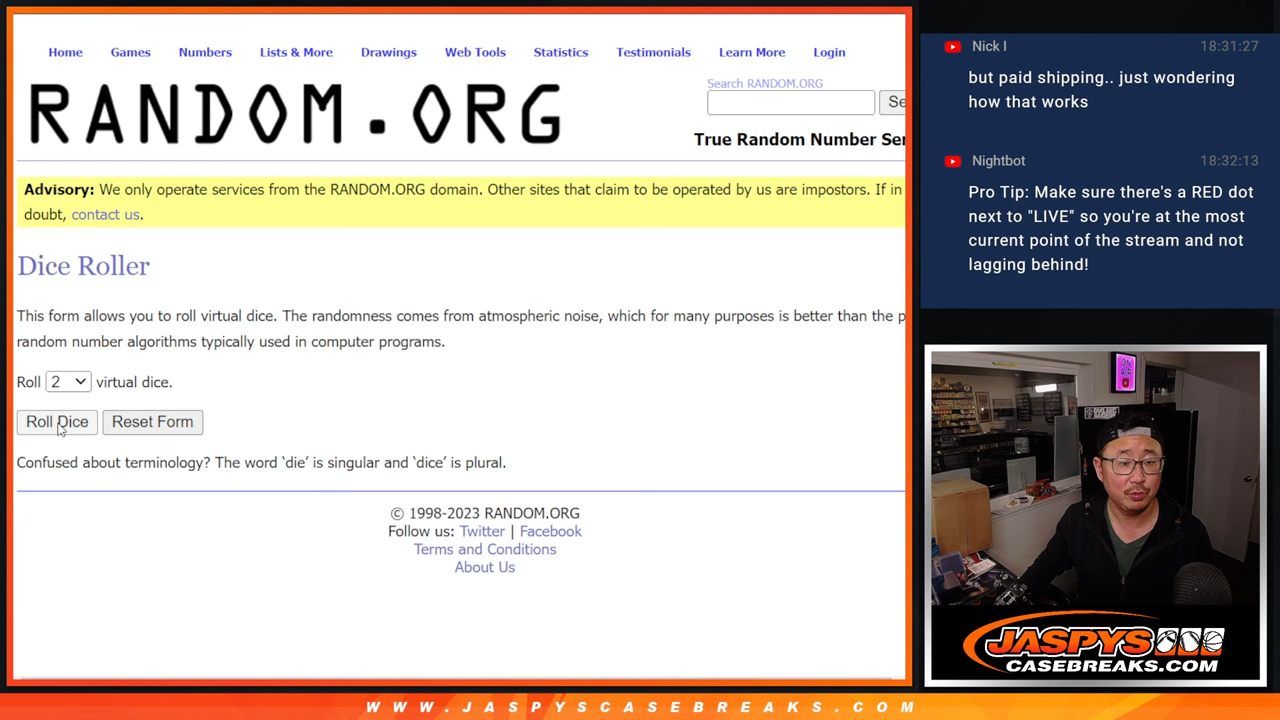 Home Games Numbers Lists & More Drawings Web Tools Statistics Testimonials Learn More Login
RANDOM.ORG
Search RANDOM.ORG
Se
True Random Number Ser
Advisory: We only operate services from the RANDOM.ORG domain. Other sites that claim to be operated by us are impostors. If in
doubt, contact us.
Dice Roller
This form allows you to roll virtual dice. The randomness comes from atmospheric noise, which for many purposes is better than the p
random number algorithms typically used in computer programs.
Roll 2 virtual dice.
Roll Dice Reset Form
Confused about terminology? The word ‘die’ is singular and ‘dice’ is plural.
© 1998-2023 RANDOM.ORG
Follow us: Twitter | Facebook
Terms and Conditions
About Us
Nick I 18:31:27
but paid shipping.. just wondering
how that works
Nightbot 18:32:13
Pro Tip: Make sure there's a RED dot
next to "LIVE" so you're at the most
current point of the stream and not
lagging behind!
JASPYS
CASEBREAKS.COM
WWW.JASPYSCASEBREAKS.COM